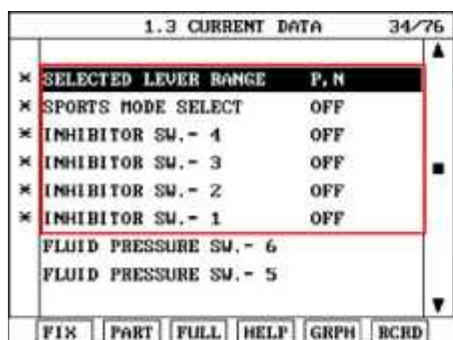 1.3 CURRENT DATA 34/76
× SELECTED LEVER RANGE P,N
× SPORTS MODE SELECT OFF
× INHIBITOR SW.- 4 OFF
× INHIBITOR SW.- 3 OFF
× INHIBITOR SW.- 2 OFF
× INHIBITOR SW.- 1 OFF
FLUID PRESSURE SW.- 6
FLUID PRESSURE SW.- 5
FIX PART FULL HELP GRPH RCRD